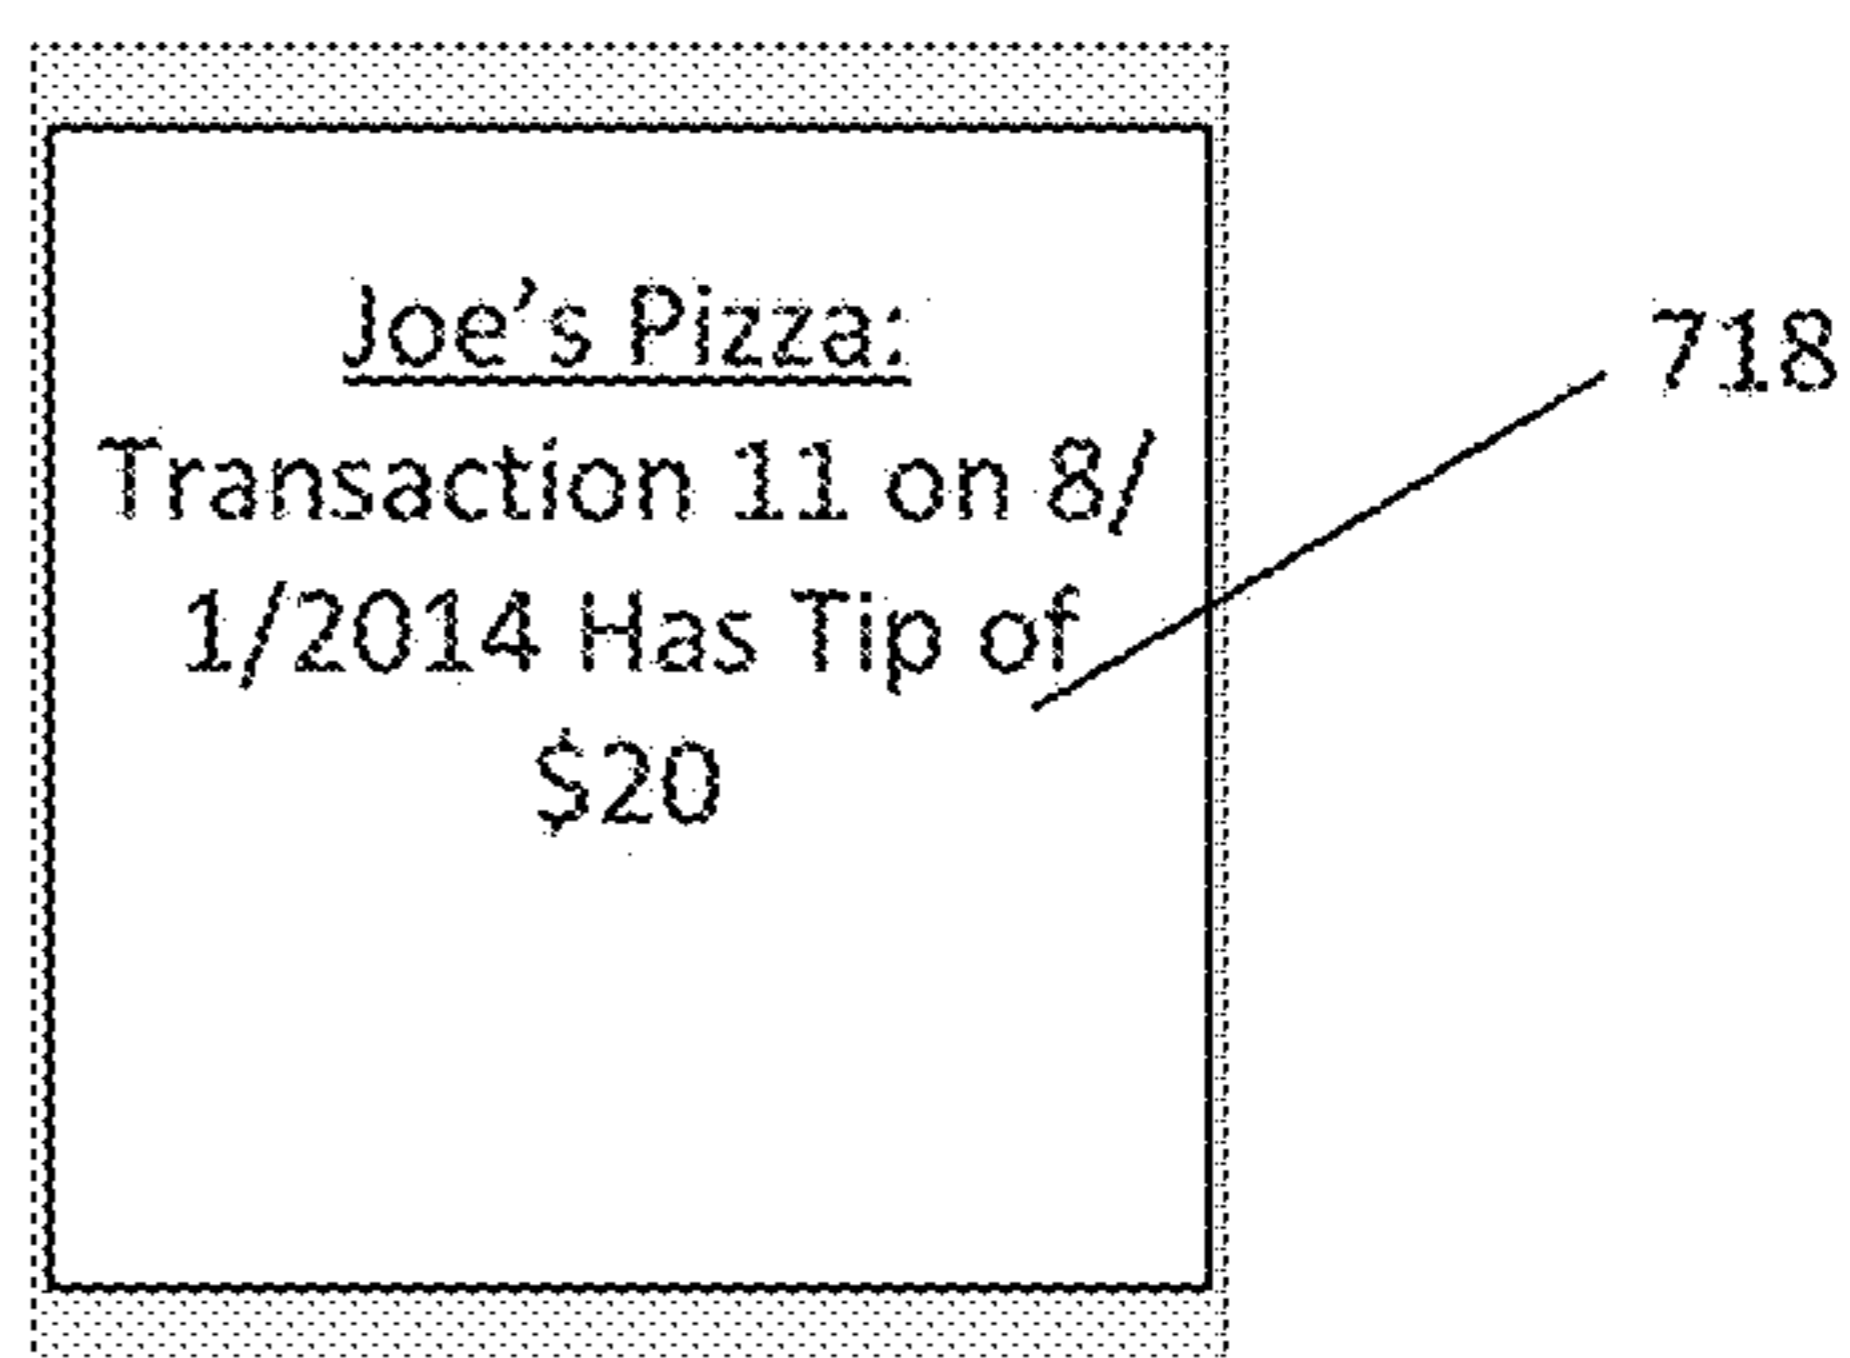 Joe's Pizza:
Transaction 11 on 8/
1/2014 Has Tip of
$20
718